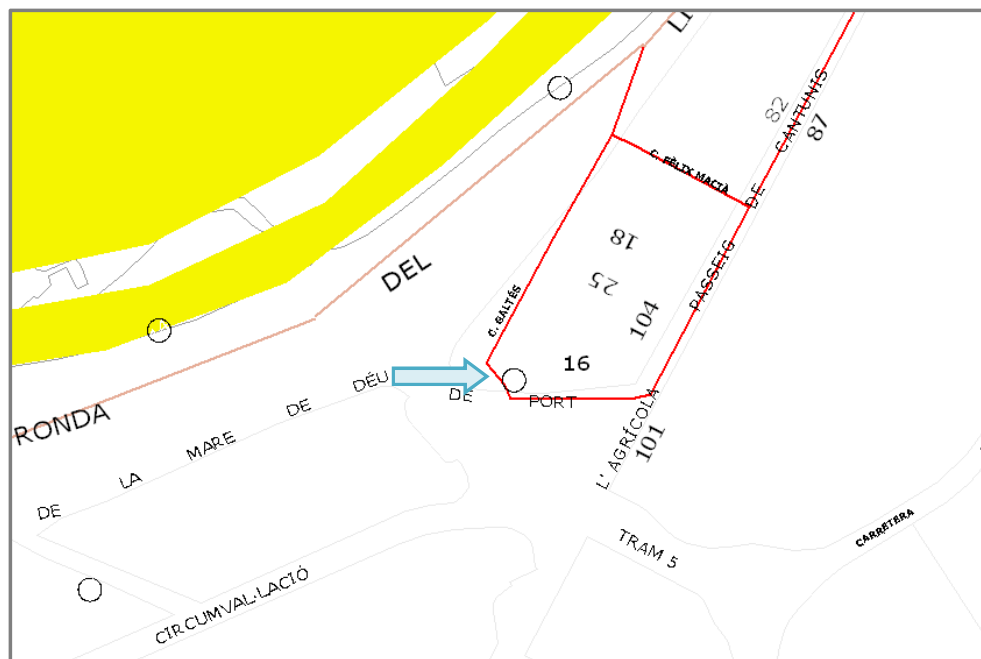 LI
82
87
PASSEIG DE CANTUNIS
C. FÈLIX MACIÀ
18
25
104
DEL
C. GALTÉS
16
RONDA
DE LA MARE DE DÉU DE PORT
L' AGRÍCOLA
101
TRAM 5
CARRETERA
CIRCUMVAL·LACIÓ